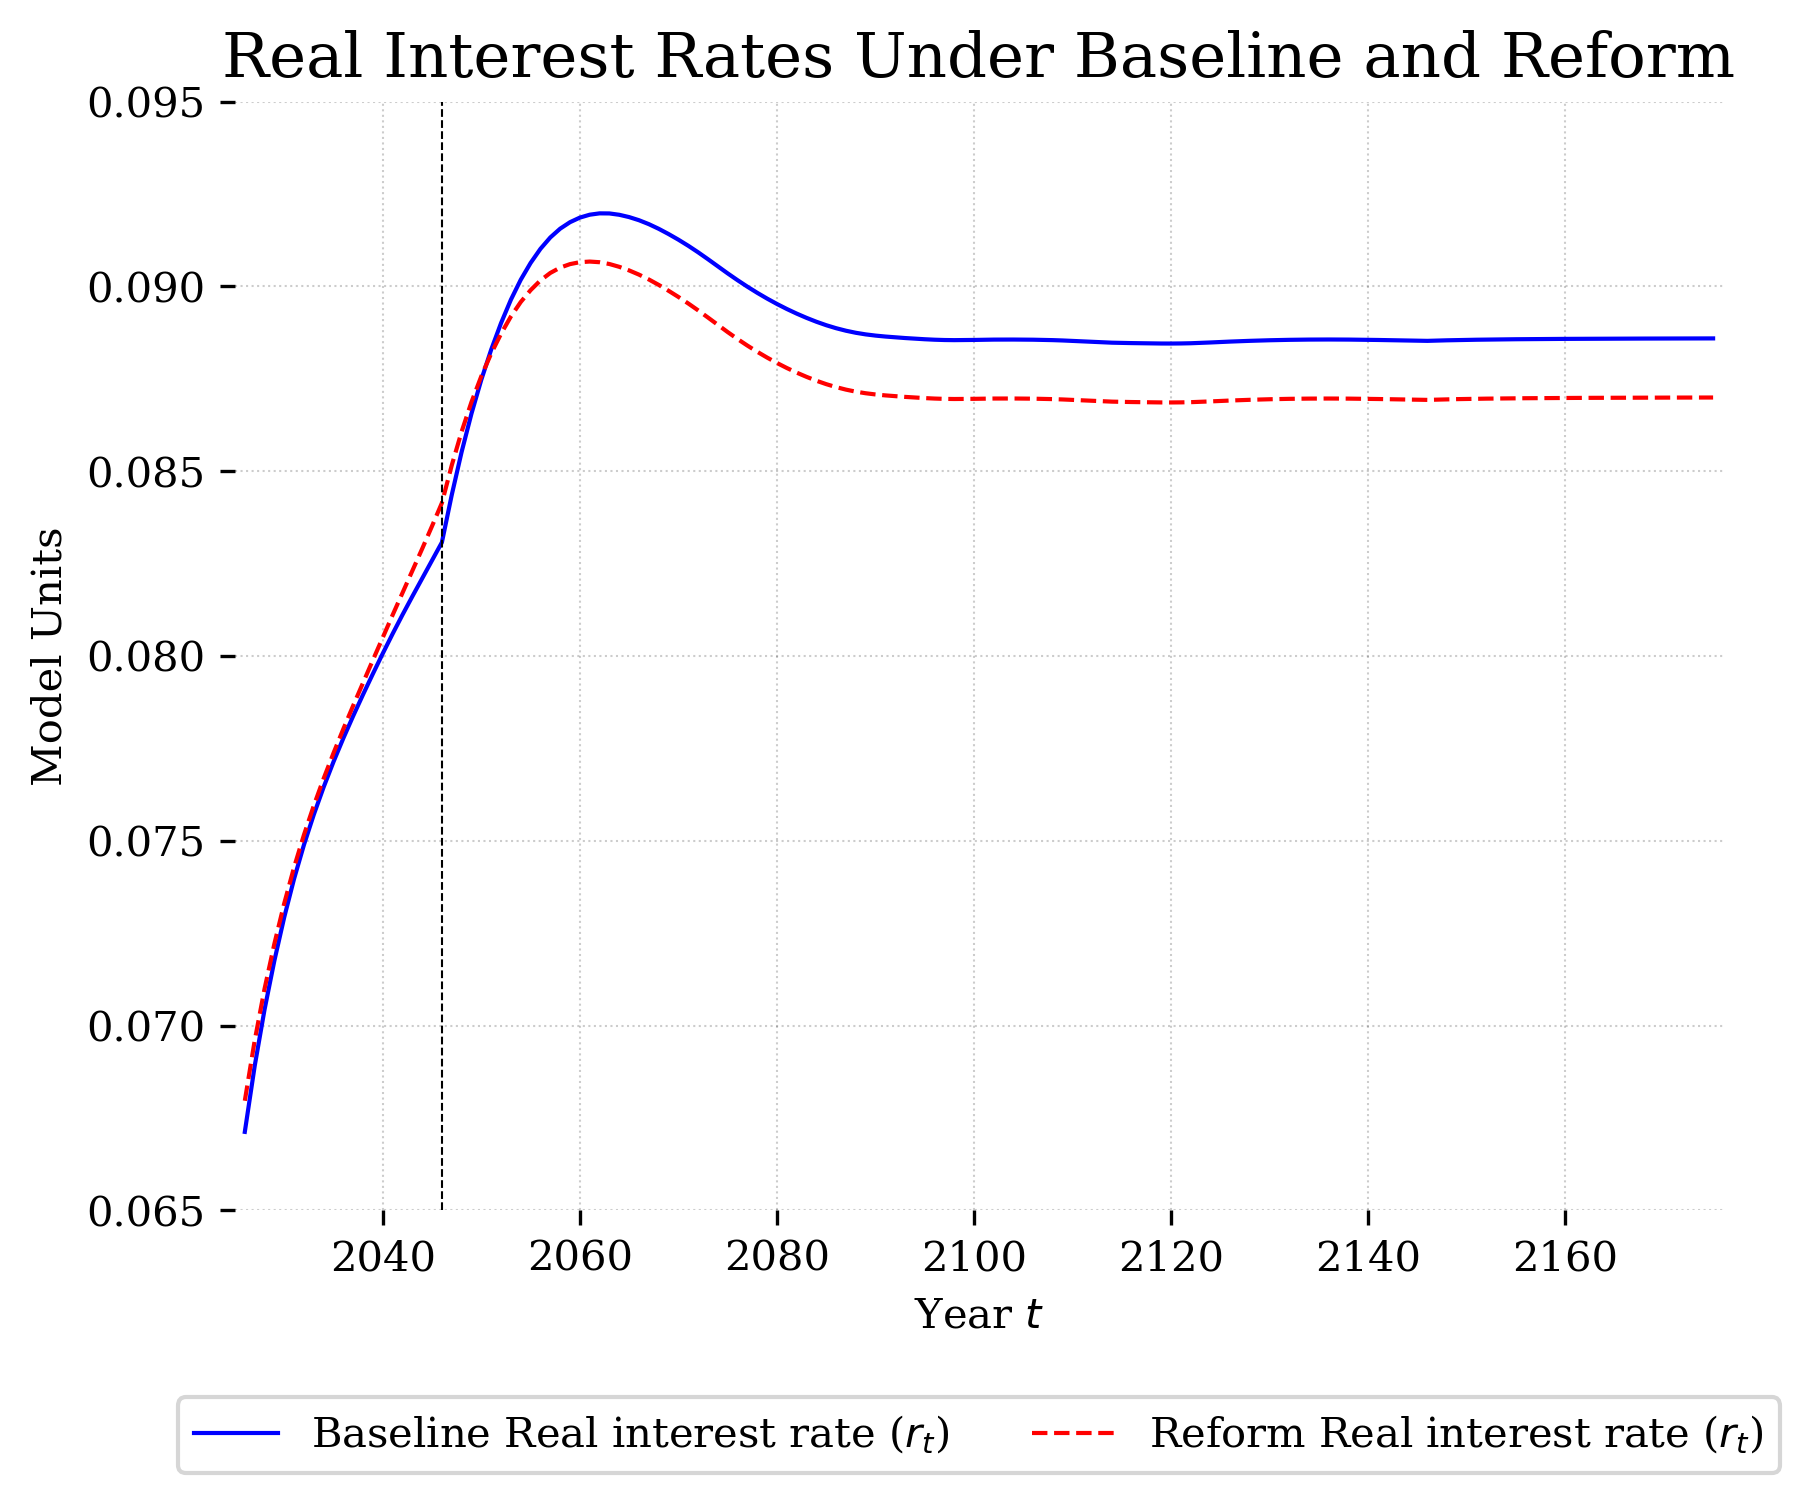 Real Interest Rates Under Baseline and Reform
0.095
0.090
0.085
0.080
0.075
0.070
0.065
Model Units
2040 2060 2080 2100 2120 2140 2160
Year t
Baseline Real interest rate (rₜ) Reform Real interest rate (rₜ)